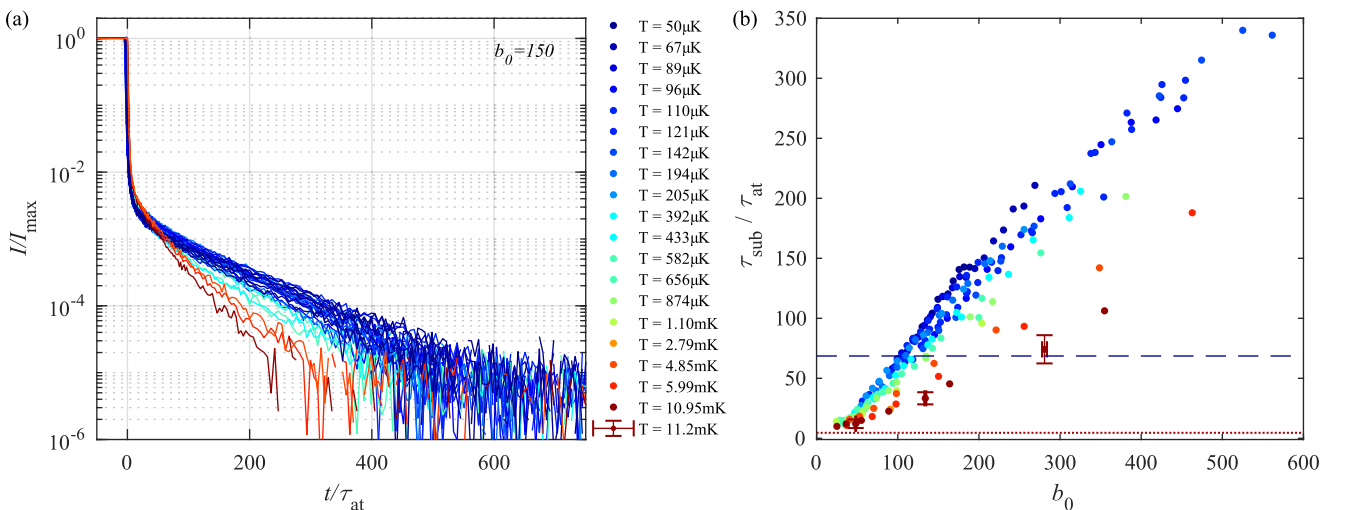 (a)
10^0
10^-2
10^-4
10^-6
I/I_max
b_0=150
0
200
400
600
t/τ_at
T = 50μK
T = 67μK
T = 89μK
T = 96μK
T = 110μK
T = 121μK
T = 142μK
T = 194μK
T = 205μK
T = 392μK
T = 433μK
T = 582μK
T = 656μK
T = 874μK
T = 1.10mK
T = 2.79mK
T = 4.85mK
T = 5.99mK
T = 10.95mK
T = 11.2mK
(b)
350
300
250
200
150
100
50
0
τ_sub / τ_at
0
100
200
300
400
500
600
b_0